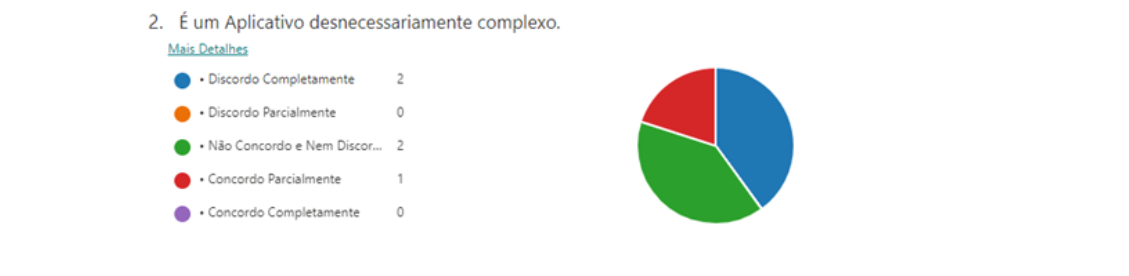 2. É um Aplicativo desnecessariamente complexo.
Mais Detalhes
• Discordo Completamente 2
• Discordo Parcialmente 0
• Não Concordo e Nem Discor... 2
• Concordo Parcialmente 1
• Concordo Completamente 0